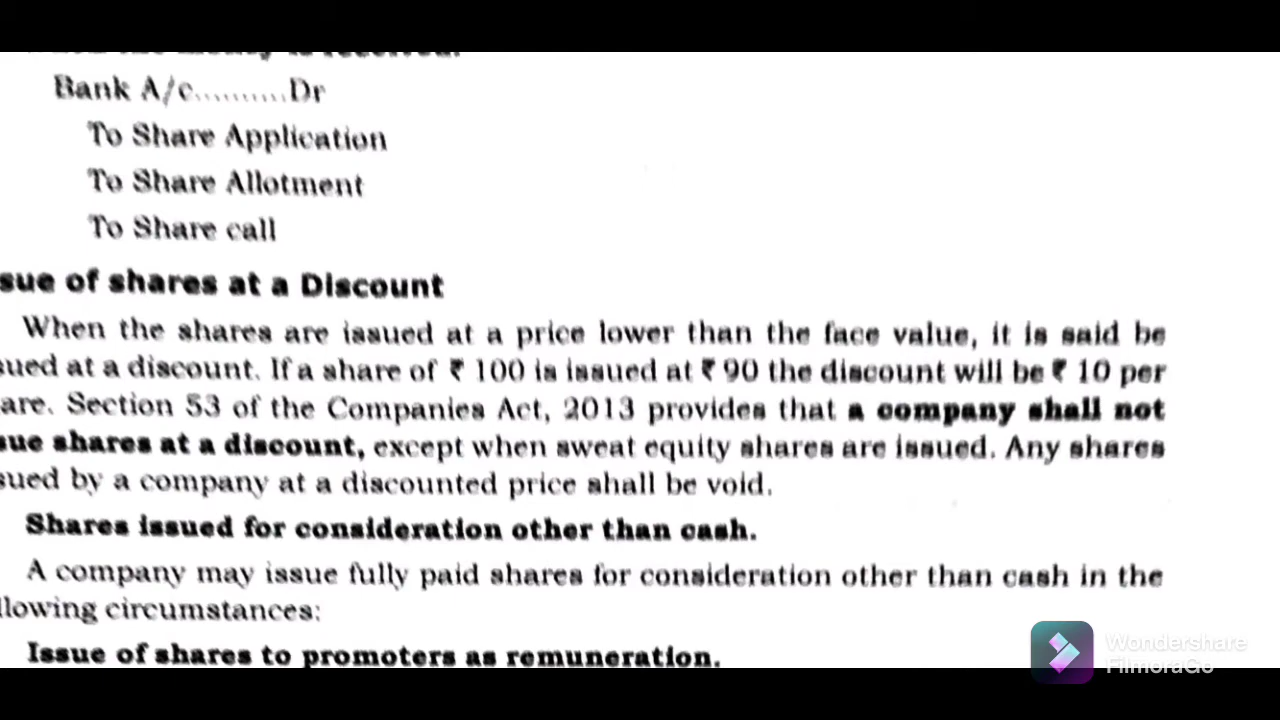 money is received.
Bank A/c..........Dr
To Share Application
To Share Allotment
To Share call
sue of shares at a Discount
When the shares are issued at a price lower than the face value, it is said be
sued at a discount. If a share of ₹ 100 is issued at ₹ 90 the discount will be ₹ 10 per
are. Section 53 of the Companies Act, 2013 provides that a company shall not
sue shares at a discount, except when sweat equity shares are issued. Any shares
sued by a company at a discounted price shall be void.
Shares issued for consideration other than cash.
A company may issue fully paid shares for consideration other than cash in the
llowing circumstances:
Issue of shares to promoters as remuneration.
Wondershare
FilmoraGo